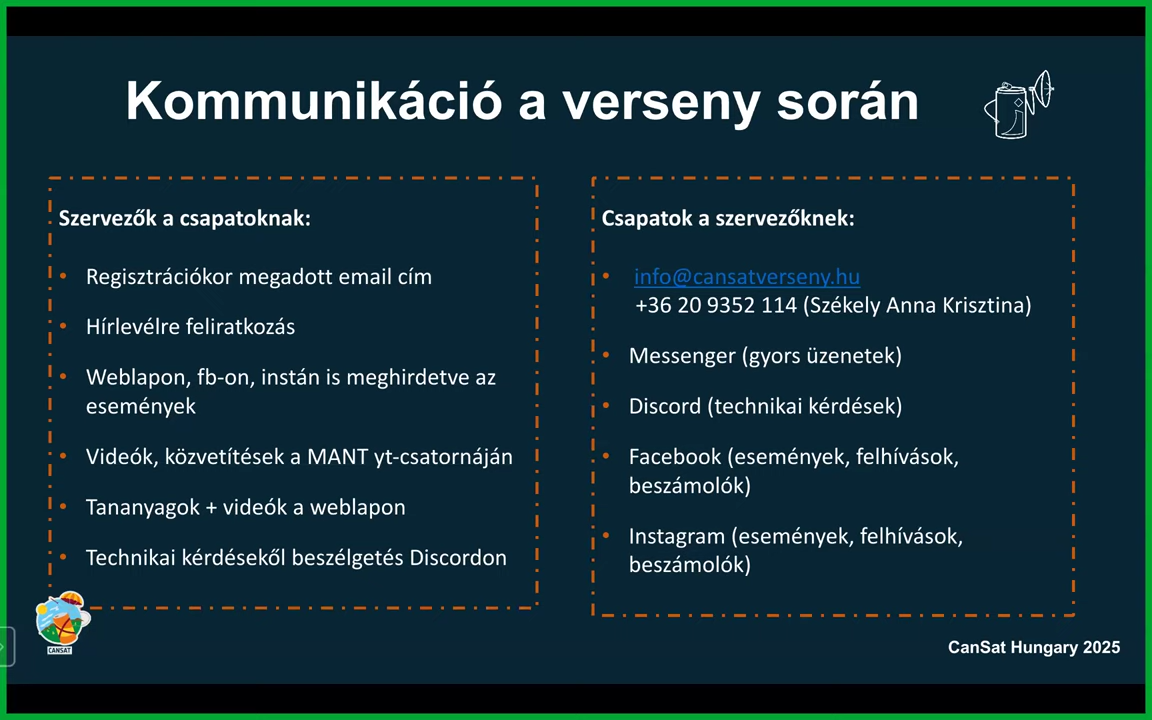 Kommunikáció a verseny során
Szervezők a csapatoknak:
• Regisztrációkor megadott email cím
• Hírlevélre feliratkozás
• Weblapon, fb-on, instán is meghirdetve az
események
• Videók, közvetítések a MANT yt-csatornáján
• Tananyagok + videók a weblapon
• Technikai kérdésekől beszélgetés Discordon
Csapatok a szervezőknek:
• info@cansatverseny.hu
+36 20 9352 114 (Székely Anna Krisztina)
• Messenger (gyors üzenetek)
• Discord (technikai kérdések)
• Facebook (események, felhívások,
beszámolók)
• Instagram (események, felhívások,
beszámolók)
CANSAT
CanSat Hungary 2025